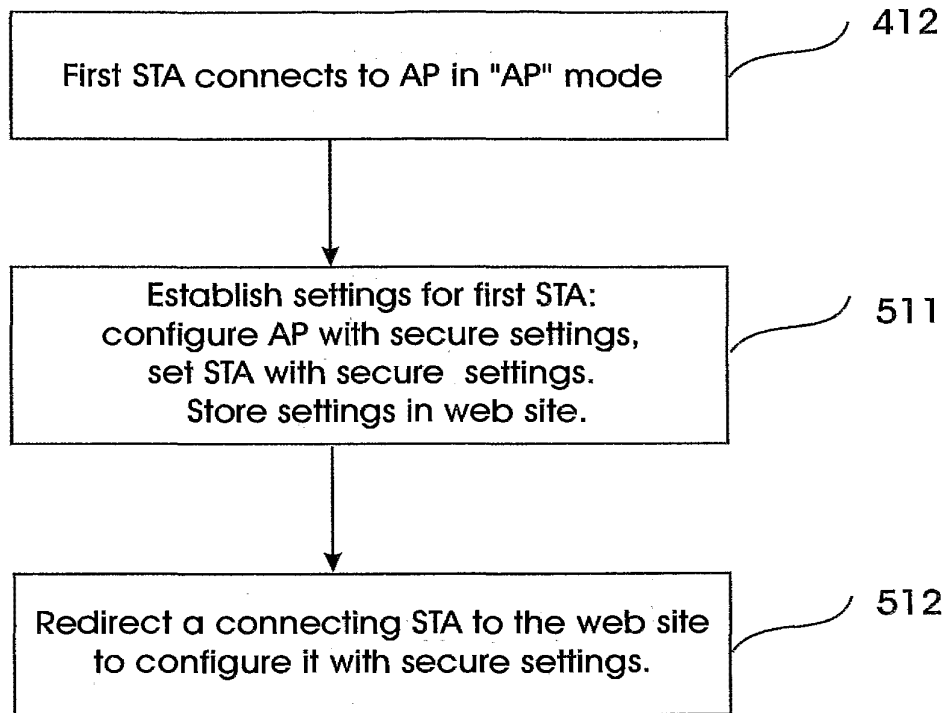 412
First STA connects to AP in "AP" mode
511
Establish settings for first STA:
configure AP with secure settings,
set STA with secure settings.
Store settings in web site.
512
Redirect a connecting STA to the web site
to configure it with secure settings.